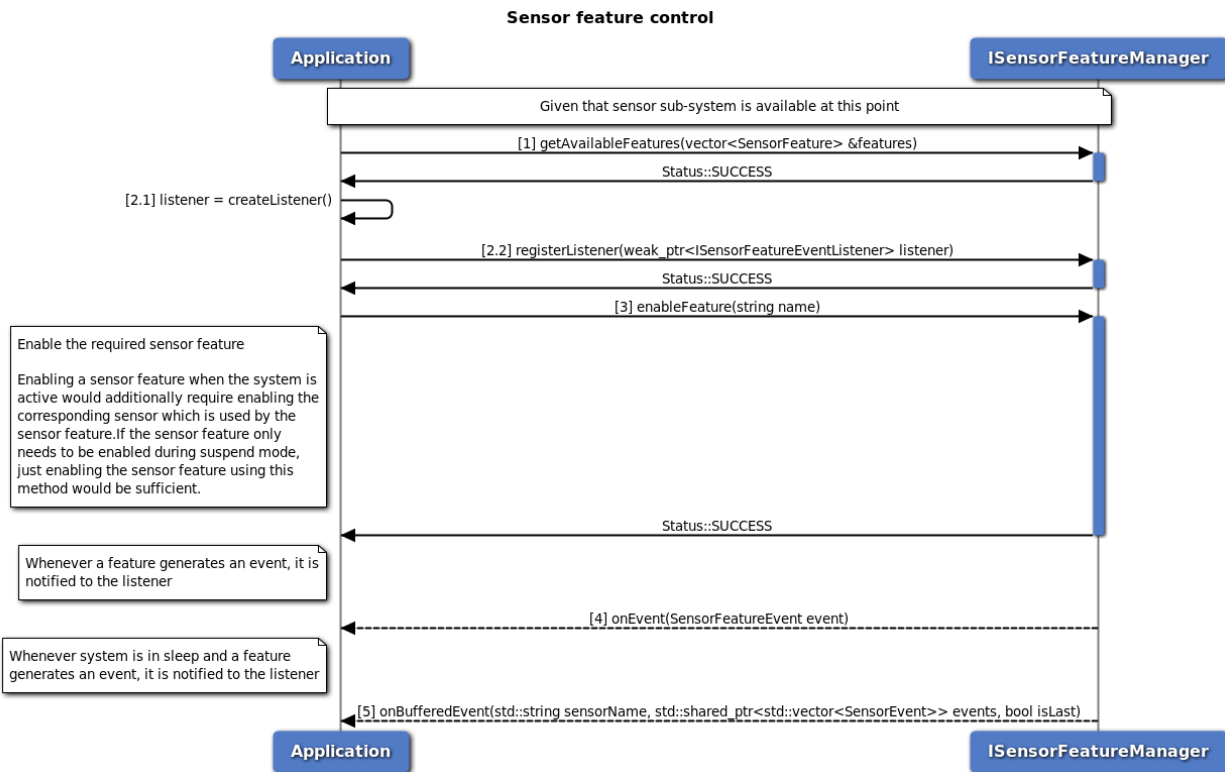 Sensor feature control
Application
ISensorFeatureManager
Given that sensor sub-system is available at this point
[1] getAvailableFeatures(vector<SensorFeature> &features)
Status::SUCCESS
[2.1] listener = createListener()
[2.2] registerListener(weak_ptr<ISensorFeatureEventListener> listener)
Status::SUCCESS
[3] enableFeature(string name)
Enable the required sensor feature
Enabling a sensor feature when the system is
active would additionally require enabling the
corresponding sensor which is used by the
sensor feature.If the sensor feature only
needs to be enabled during suspend mode,
just enabling the sensor feature using this
method would be sufficient.
Status::SUCCESS
Whenever a feature generates an event, it is
notified to the listener
[4] onEvent(SensorFeatureEvent event)
Whenever system is in sleep and a feature
generates an event, it is notified to the listener
[5] onBufferedEvent(std::string sensorName, std::shared_ptr<std::vector<SensorEvent>> events, bool isLast)
Application
ISensorFeatureManager